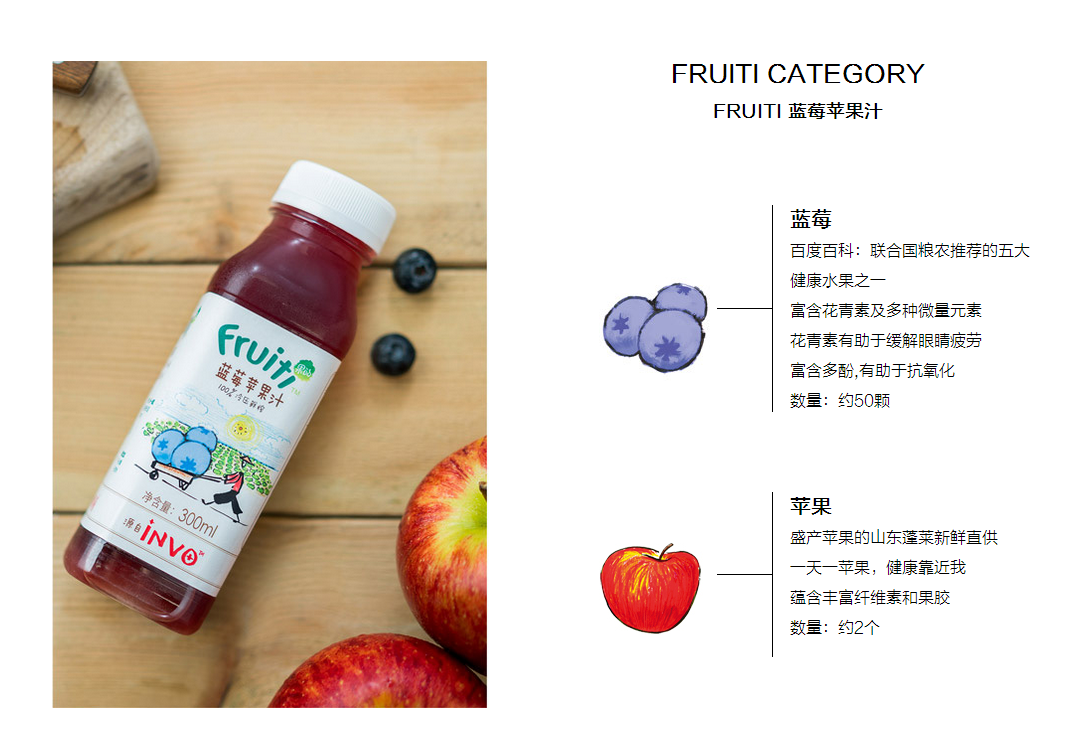 FRUITI CATEGORY
FRUITI 蓝莓苹果汁
蓝莓
百度百科：联合国粮农推荐的五大
健康水果之一
富含花青素及多种微量元素
花青素有助于缓解眼睛疲劳
富含多酚,有助于抗氧化
数量：约50颗
苹果
盛产苹果的山东蓬莱新鲜直供
一天一苹果，健康靠近我
蕴含丰富纤维素和果胶
数量：约2个
Fruiti
蓝莓苹果汁
100%冷压鲜榨
净含量：300ml
源自iNVO